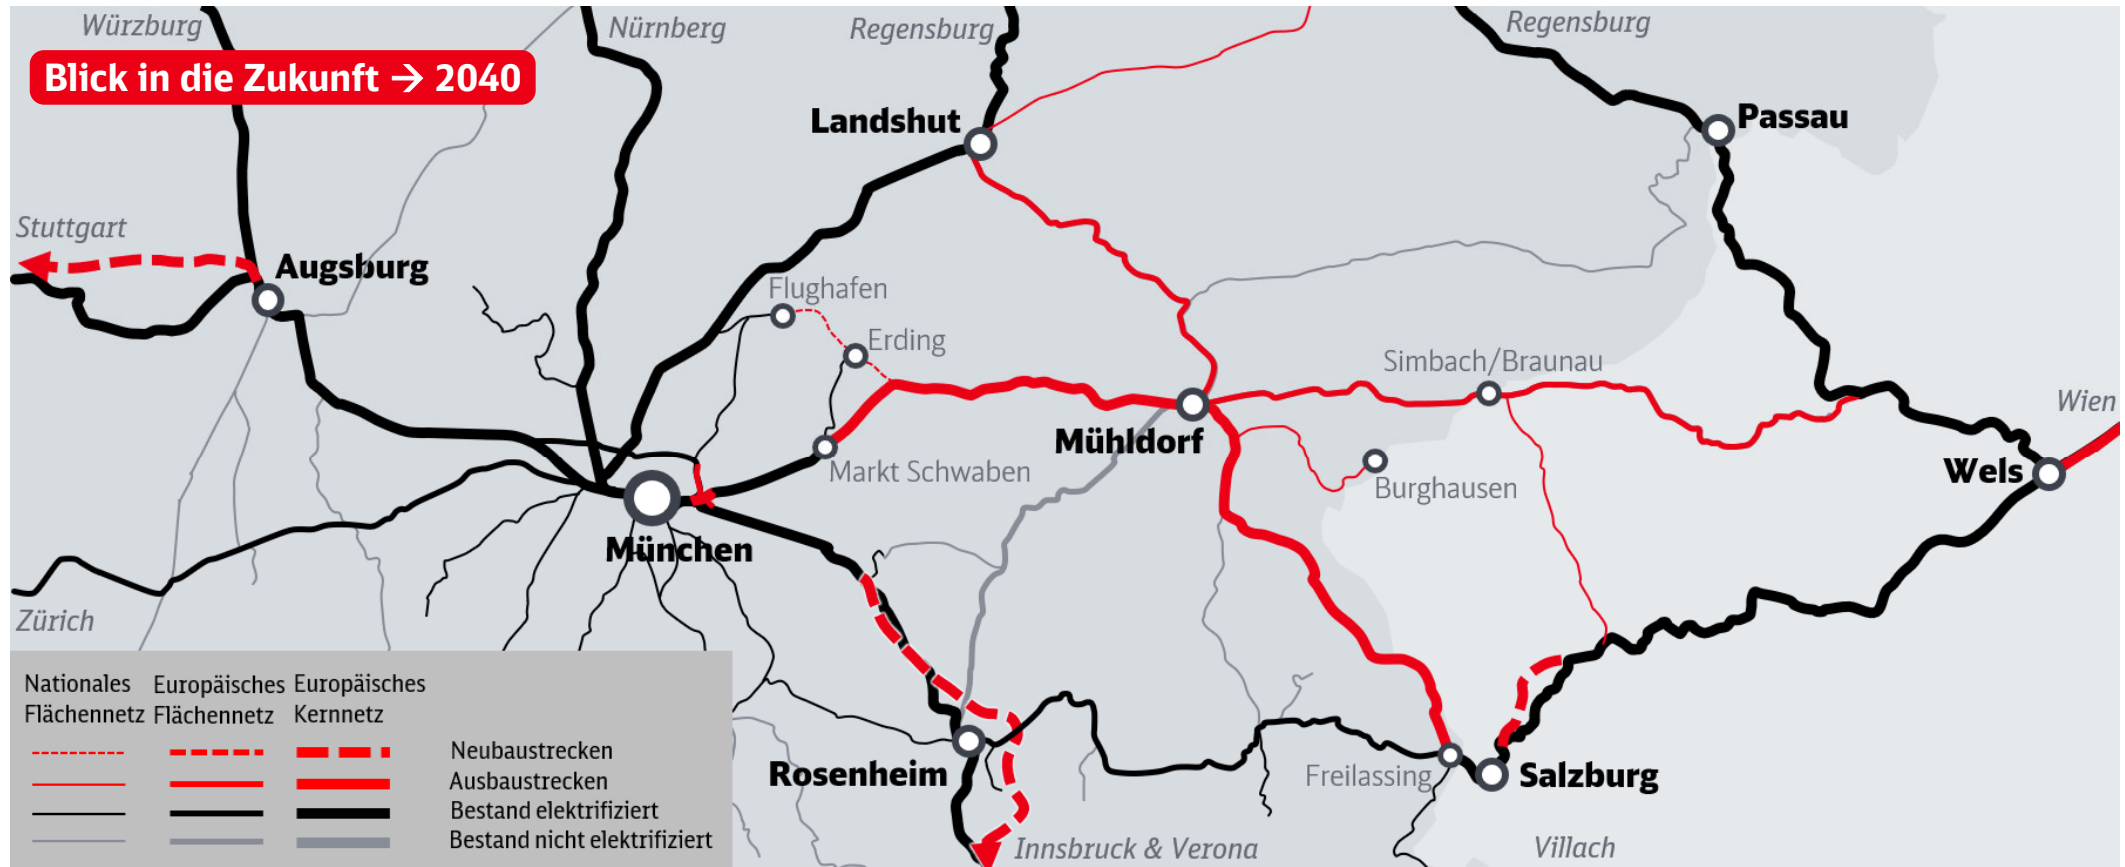 Würzburg
Nürnberg
Regensburg
Regensburg
Blick in die Zukunft → 2040
Landshut
Passau
Stuttgart
Augsburg
Flughafen
Erding
Simbach/Braunau
Wien
Mühldorf
Markt Schwaben
Burghausen
Wels
München
Zürich
Rosenheim
Freilassing
Salzburg
Innsbruck & Verona
Villach
Nationales
Flächennetz
Europäisches
Flächennetz
Europäisches
Kernnetz
Neubaustrecken
Ausbaustrecken
Bestand elektrifiziert
Bestand nicht elektrifiziert